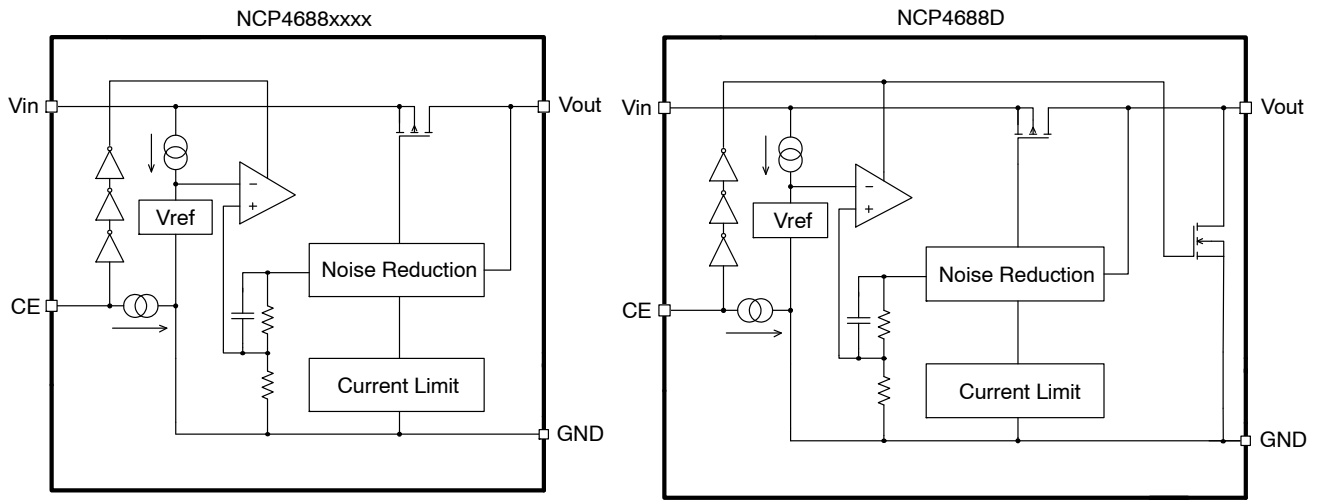 NCP4688xxxx
Vin
Vout
−
+
Vref
Noise Reduction
CE
Current Limit
GND
NCP4688D
Vin
Vout
−
+
Vref
Noise Reduction
CE
Current Limit
GND